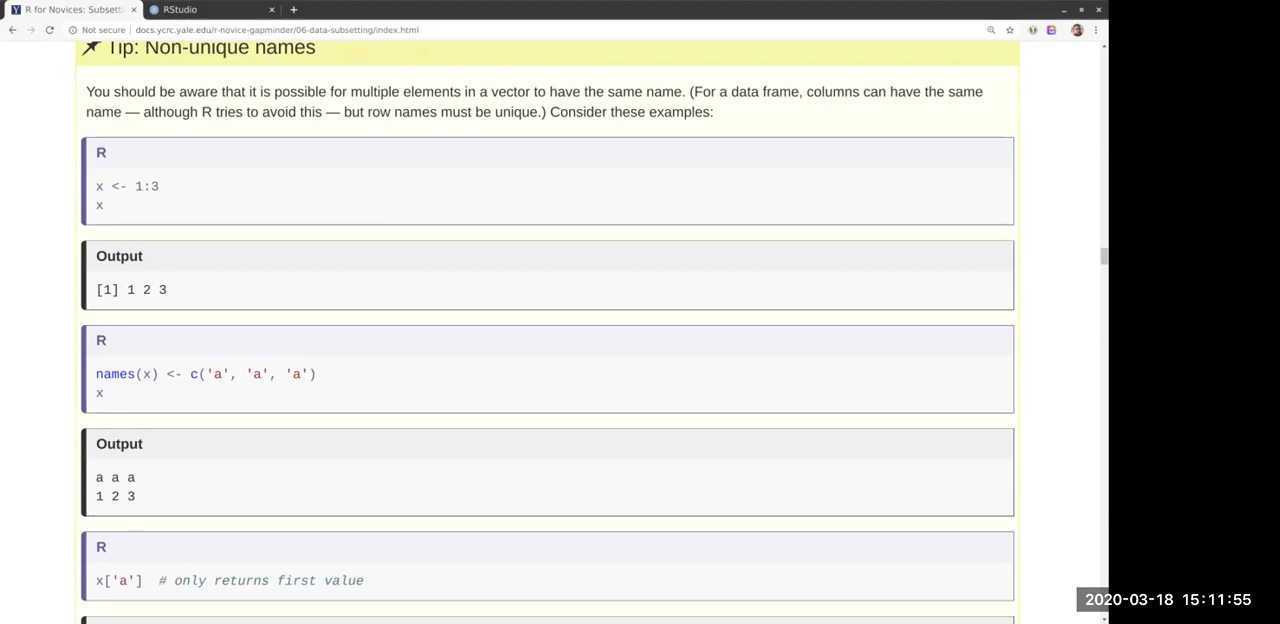 R for Novices: Subsetti
RStudio
Not secure | docs.ycrc.yale.edu/r-novice-gapminder/06-data-subsetting/index.html
Tip: Non-unique names
You should be aware that it is possible for multiple elements in a vector to have the same name. (For a data frame, columns can have the same
name — although R tries to avoid this — but row names must be unique.) Consider these examples:
R
x <- 1:3
x
Output
[1] 1 2 3
R
names(x) <- c('a', 'a', 'a')
x
Output
a a a
1 2 3
R
x['a']  # only returns first value
2020-03-18 15:11:55